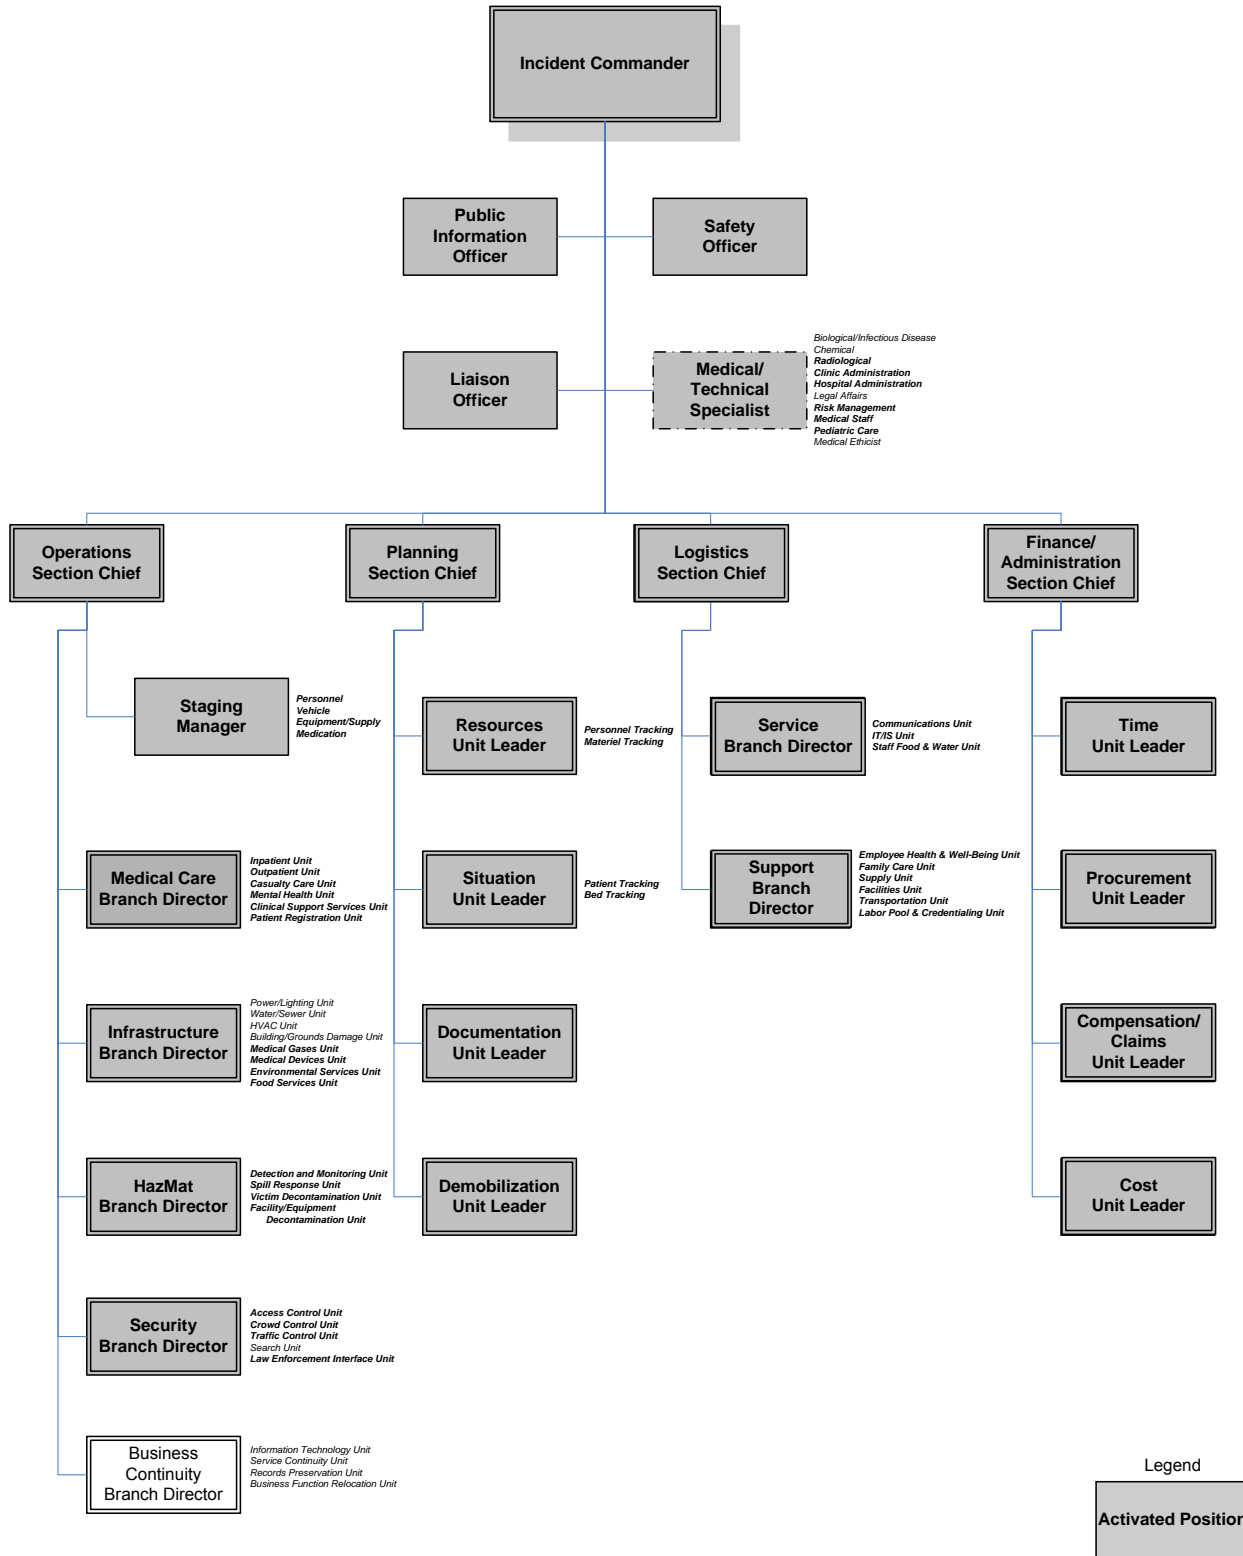 Incident Commander
Public
Information
Officer
Safety
Officer
Liaison
Officer
Medical/
Technical
Specialist
Biological/Infectious Disease
Chemical
Radiological
Clinic Administration
Hospital Administration
Legal Affairs
Risk Management
Medical Staff
Pediatric Care
Medical Ethicist
Operations
Section Chief
Planning
Section Chief
Logistics
Section Chief
Finance/
Administration
Section Chief
Staging
Manager
Personnel
Vehicle
Equipment/Supply
Medication
Resources
Unit Leader
Personnel Tracking
Materiel Tracking
Service
Branch Director
Communications Unit
IT/IS Unit
Staff Food & Water Unit
Time
Unit Leader
Medical Care
Branch Director
Inpatient Unit
Outpatient Unit
Casualty Care Unit
Mental Health Unit
Clinical Support Services Unit
Patient Registration Unit
Situation
Unit Leader
Patient Tracking
Bed Tracking
Support
Branch
Director
Employee Health & Well-Being Unit
Family Care Unit
Supply Unit
Facilities Unit
Transportation Unit
Labor Pool & Credentialing Unit
Procurement
Unit Leader
Infrastructure
Branch Director
Power/Lighting Unit
Water/Sewer Unit
HVAC Unit
Building/Grounds Damage Unit
Medical Gases Unit
Medical Devices Unit
Environmental Services Unit
Food Services Unit
Documentation
Unit Leader
Compensation/
Claims
Unit Leader
HazMat
Branch Director
Detection and Monitoring Unit
Spill Response Unit
Victim Decontamination Unit
Facility/Equipment
Decontamination Unit
Demobilization
Unit Leader
Cost
Unit Leader
Security
Branch Director
Access Control Unit
Crowd Control Unit
Traffic Control Unit
Search Unit
Law Enforcement Interface Unit
Business
Continuity
Branch Director
Information Technology Unit
Service Continuity Unit
Records Preservation Unit
Business Function Relocation Unit
Legend
Activated Position